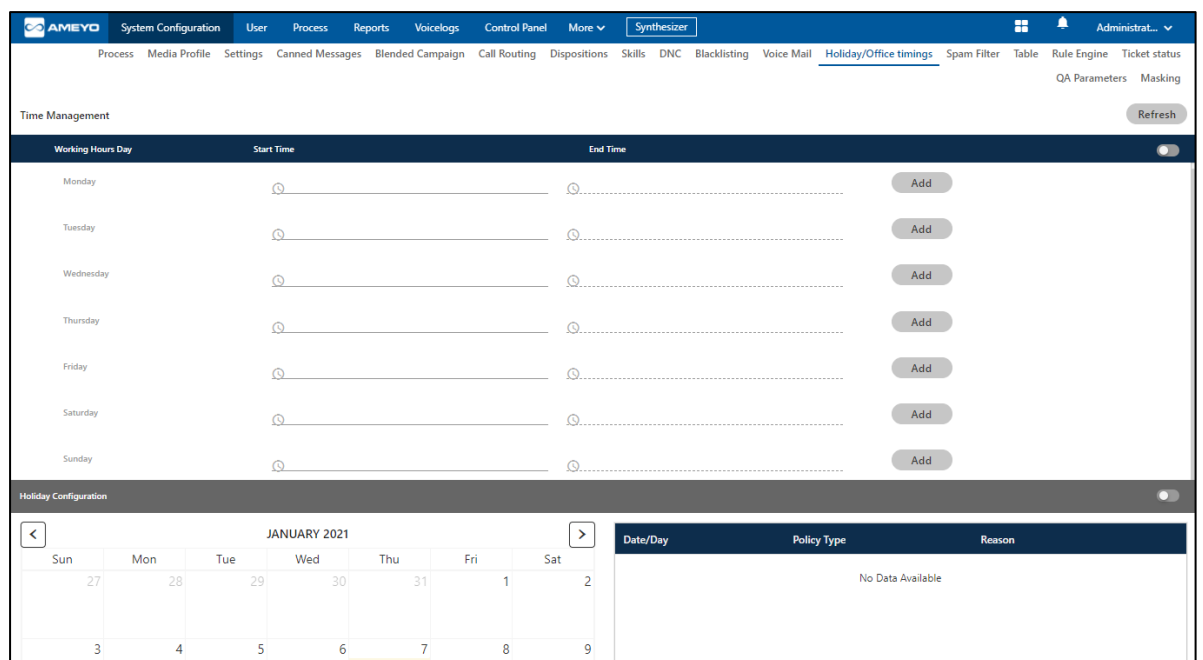 AMEYO System Configuration User Process Reports Voicelogs Control Panel More Synthesizer Administrat...
Process Media Profile Settings Canned Messages Blended Campaign Call Routing Dispositions Skills DNC Blacklisting Voice Mail Holiday/Office timings Spam Filter Table Rule Engine Ticket status
QA Parameters Masking
Time Management Refresh
Working Hours Day Start Time End Time
Monday Add
Tuesday Add
Wednesday Add
Thursday Add
Friday Add
Saturday Add
Sunday Add
Holiday Configuration
< JANUARY 2021 >
Sun Mon Tue Wed Thu Fri Sat
27 28 29 30 31 1 2
3 4 5 6 7 8 9
Date/Day Policy Type Reason
No Data Available